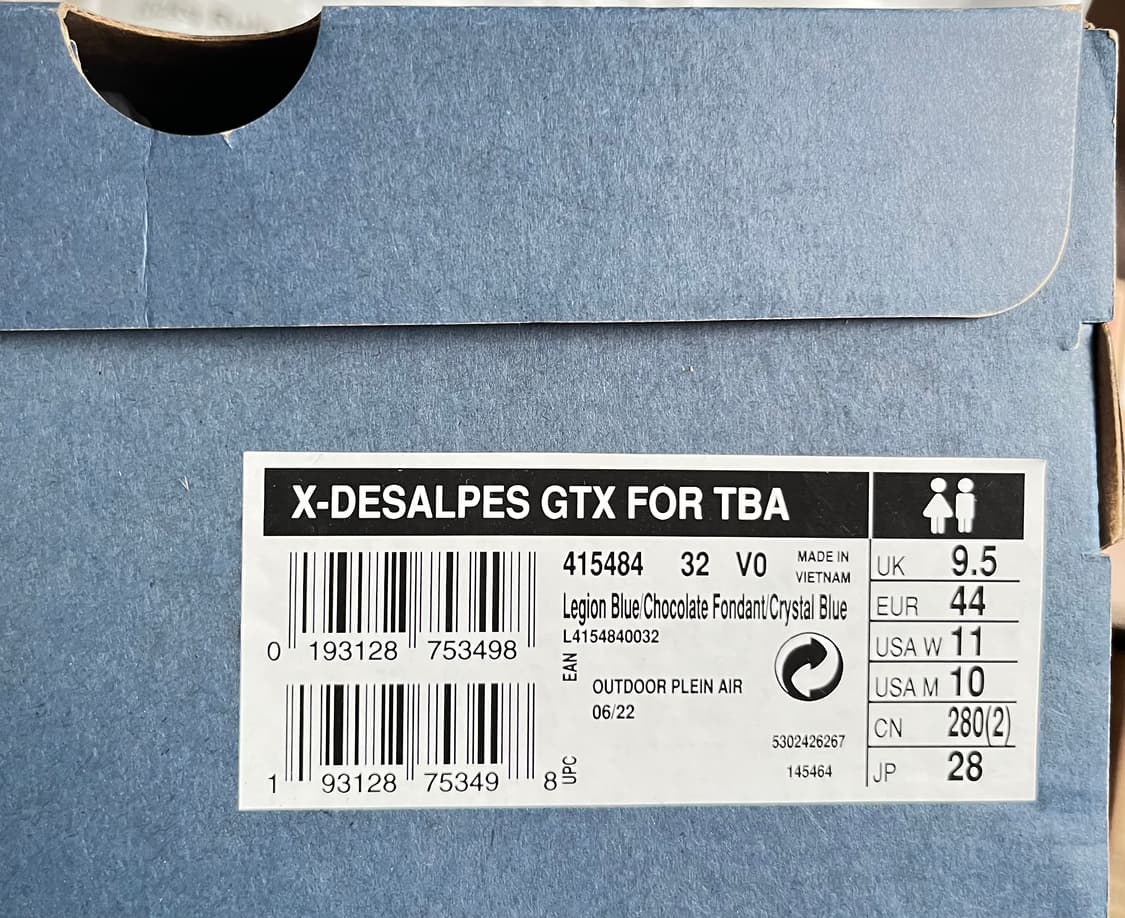 X-DESALPES GTX FOR TBA
415484 32 V0 MADE IN VIETNAM
Legion Blue/Chocolate Fondant/Crystal Blue
L4154840032
0 193128 753498
EAN
OUTDOOR PLEIN AIR
06/22
5302426267
145464
1 93128 75349 8
UPC
UK 9.5
EUR 44
USA W 11
USA M 10
CN 280(2)
JP 28